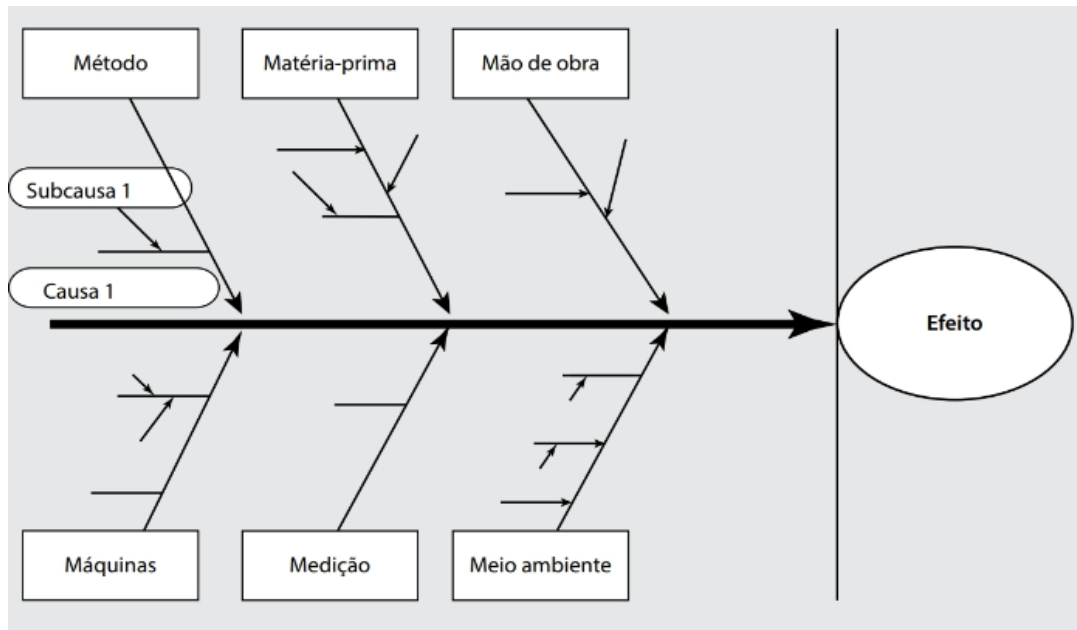 Método
Matéria-prima
Mão de obra
Subcausa 1
Causa 1
Efeito
Máquinas
Medição
Meio ambiente